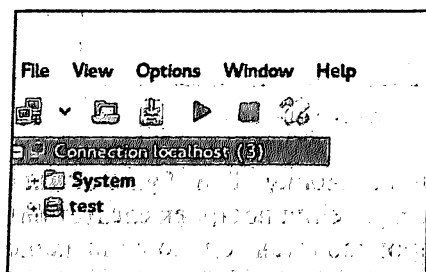 File View Options Window Help
Connection localhost (3)
System
test